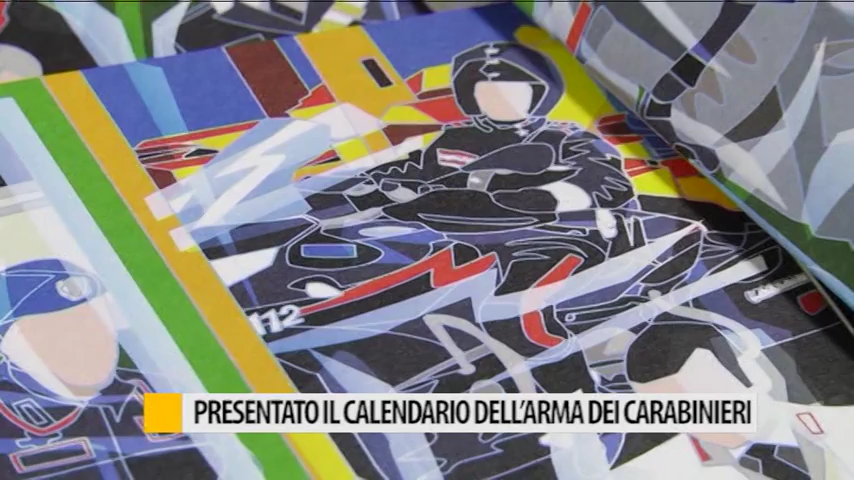 112
PRESENTATO IL CALENDARIO DELL'ARMA DEI CARABINIERI